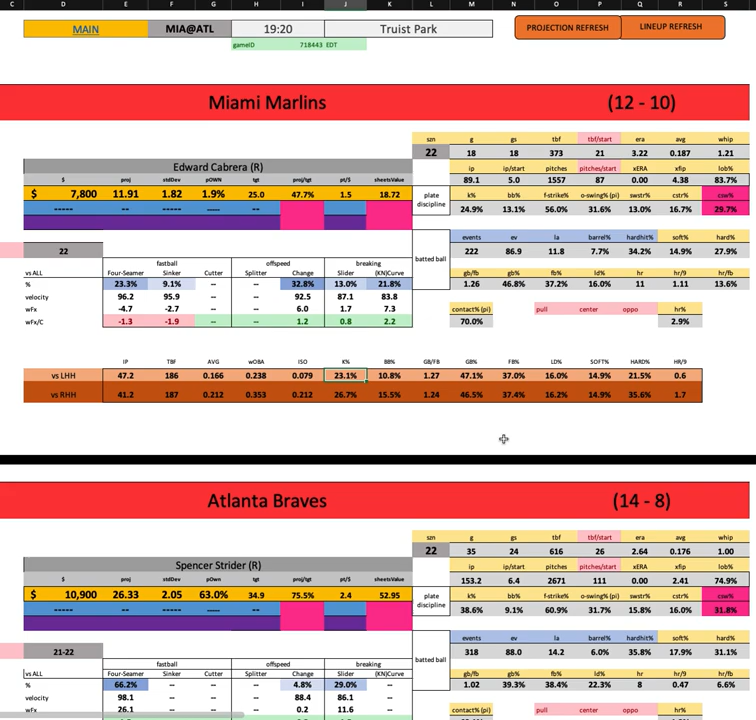 C D E F G H I J K L M N O P Q R S
MAIN MIA@ATL 19:20 Truist Park PROJECTION REFRESH LINEUP REFRESH
gameID 718443 EDT
Miami Marlins (12 - 10)
szn g gs tbf tbf/start era avg whip
22 18 18 373 21 3.22 0.187 1.21
Edward Cabrera (R) ip ip/start pitches pitches/start xERA xfip lob%
$ proj stdDev pOWN tgt proj/tgt pt/$ sheetsValue 89.1 5.0 1557 87 0.00 4.38 83.7%
$ 7,800 11.91 1.82 1.9% 25.0 47.7% 1.5 18.72 plate discipline k% bb% f-strike% o-swing% (pi) swstr% cstr% csw%
----- -- -- ---- -- 24.9% 13.1% 56.0% 31.6% 13.0% 16.7% 29.7%
events ev la barrel% hardhit% soft% hard%
22 batted ball 222 86.9 11.8 7.7% 34.2% 14.9% 27.9%
fastball offspeed breaking
vs ALL Four-Seamer Sinker Cutter Splitter Change Slider (KN)Curve gb/fb gb% fb% ld% hr hr/9 hr/fb
% 23.3% 9.1% -- -- 32.8% 13.0% 21.8% 1.26 46.8% 37.2% 16.0% 11 1.11 13.6%
velocity 96.2 95.9 -- -- 92.5 87.1 83.8
wFx -4.7 -2.7 -- -- 6.0 1.7 7.3 contact% (pi) pull center oppo hr%
wFx/C -1.3 -1.9 -- -- 1.2 0.8 2.2 70.0% 2.9%
IP TBF AVG wOBA ISO K% BB% GB/FB GB% FB% LD% SOFT% HARD% HR/9
vs LHH 47.2 186 0.166 0.238 0.079 23.1% 10.8% 1.27 47.1% 37.0% 16.0% 14.9% 21.5% 0.6
vs RHH 41.2 187 0.212 0.353 0.212 26.7% 15.5% 1.24 46.5% 37.4% 16.2% 14.9% 35.6% 1.7
Atlanta Braves (14 - 8)
szn g gs tbf tbf/start era avg whip
22 35 24 616 26 2.64 0.176 1.00
Spencer Strider (R) ip ip/start pitches pitches/start xERA xfip lob%
$ proj stdDev pOwn tgt proj/tgt pt/$ sheetsValue 153.2 6.4 2671 111 0.00 2.41 74.9%
$ 10,900 26.33 2.05 63.0% 34.9 75.5% 2.4 52.95 plate discipline k% bb% f-strike% o-swing% (pi) swstr% cstr% csw%
----- -- -- ---- -- 38.6% 9.1% 60.9% 31.7% 15.8% 16.0% 31.8%
events ev la barrel% hardhit% soft% hard%
21-22 batted ball 318 88.0 14.2 6.0% 35.8% 17.9% 31.1%
fastball offspeed breaking
vs ALL Four-Seamer Sinker Cutter Splitter Change Slider (KN)Curve gb/fb gb% fb% ld% hr hr/9 hr/fb
% 66.2% -- -- -- 4.8% 29.0% -- 1.02 39.3% 38.4% 22.3% 8 0.47 6.6%
velocity 98.1 -- -- -- 88.4 86.1 --
wFx 26.1 -- -- -- 0.2 11.6 -- contact% (pi) pull center oppo hr%